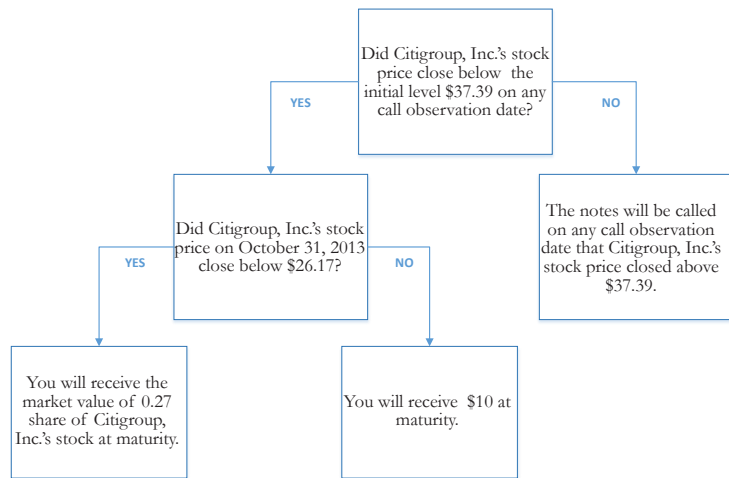 Did Citigroup, Inc.'s stock
price close below the
initial level $37.39 on any
call observation date?
YES
NO
Did Citigroup, Inc.'s stock
price on October 31, 2013
close below $26.17?
The notes will be called
on any call observation
date that Citigroup, Inc.'s
stock price closed above
$37.39.
YES
NO
You will receive the
market value of 0.27
share of Citigroup,
Inc.'s stock at maturity.
You will receive $10 at
maturity.